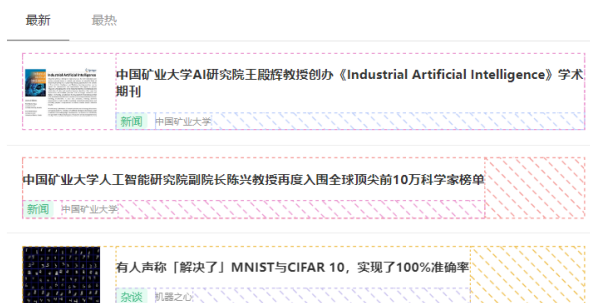 最新 最热
中国矿业大学AI研究院王殿辉教授创办《Industrial Artificial Intelligence》学术
期刊
新闻 中国矿业大学
中国矿业大学人工智能研究院副院长陈兴教授再度入围全球顶尖前10万科学家榜单
新闻 中国矿业大学
有人声称「解决了」MNIST与CIFAR 10，实现了100%准确率
杂谈 机器之心